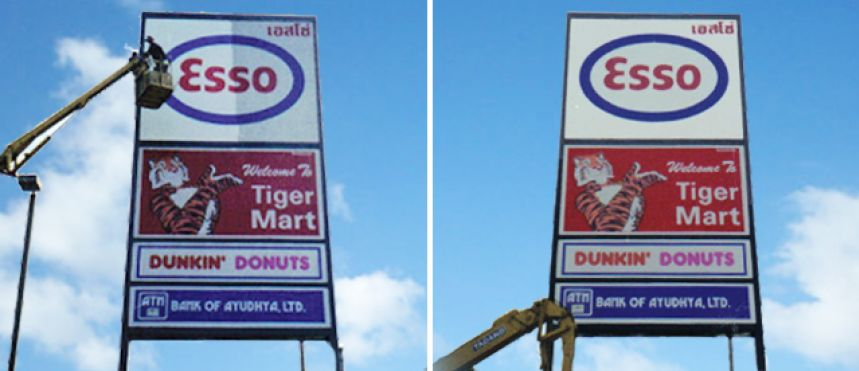 เอสโซ่
Esso
Welcome To
Tiger
Mart
DUNKIN' DONUTS
ATM
BANK OF AYUDHYA, LTD.
เอสโซ่
Esso
Welcome To
Tiger
Mart
DUNKIN' DONUTS
ATM
BANK OF AYUDHYA, LTD.
TADANO